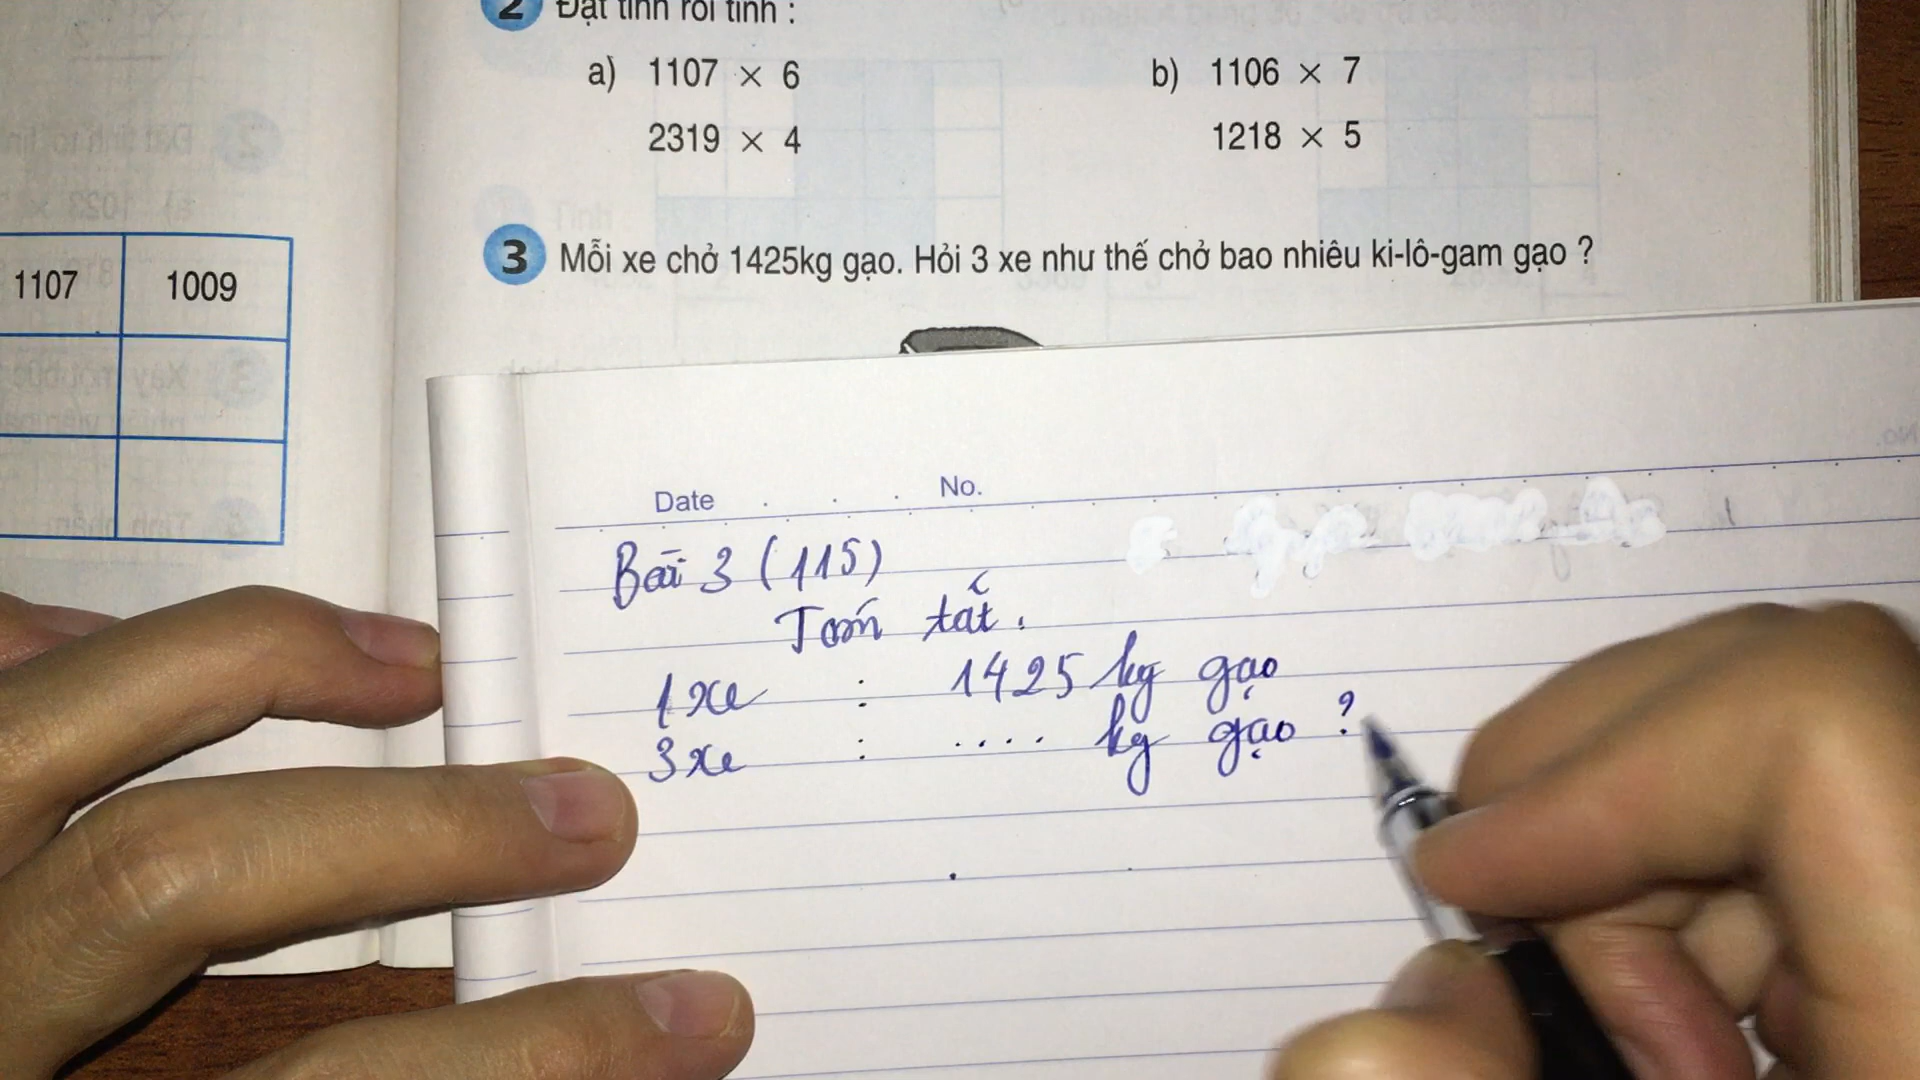 2 Đặt tính rồi tính :
a) 1107 × 6
b) 1106 × 7
2319 × 4
1218 × 5
3 Mỗi xe chở 1425kg gạo. Hỏi 3 xe như thế chở bao nhiêu ki-lô-gam gạo ?
1107 1009
Date No.
Bài 3 (115)
Tóm tắt.
1 xe : 1425 kg gạo
3 xe : .... kg gạo ?